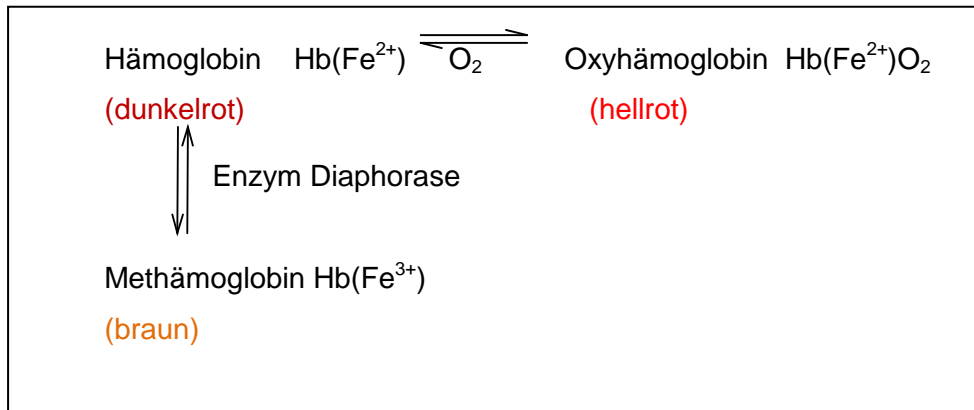 Hämoglobin Hb(Fe²⁺) O₂ Oxyhämoglobin Hb(Fe²⁺)O₂
(dunkelrot) (hellrot)
Enzym Diaphorase
Methämoglobin Hb(Fe³⁺)
(braun)